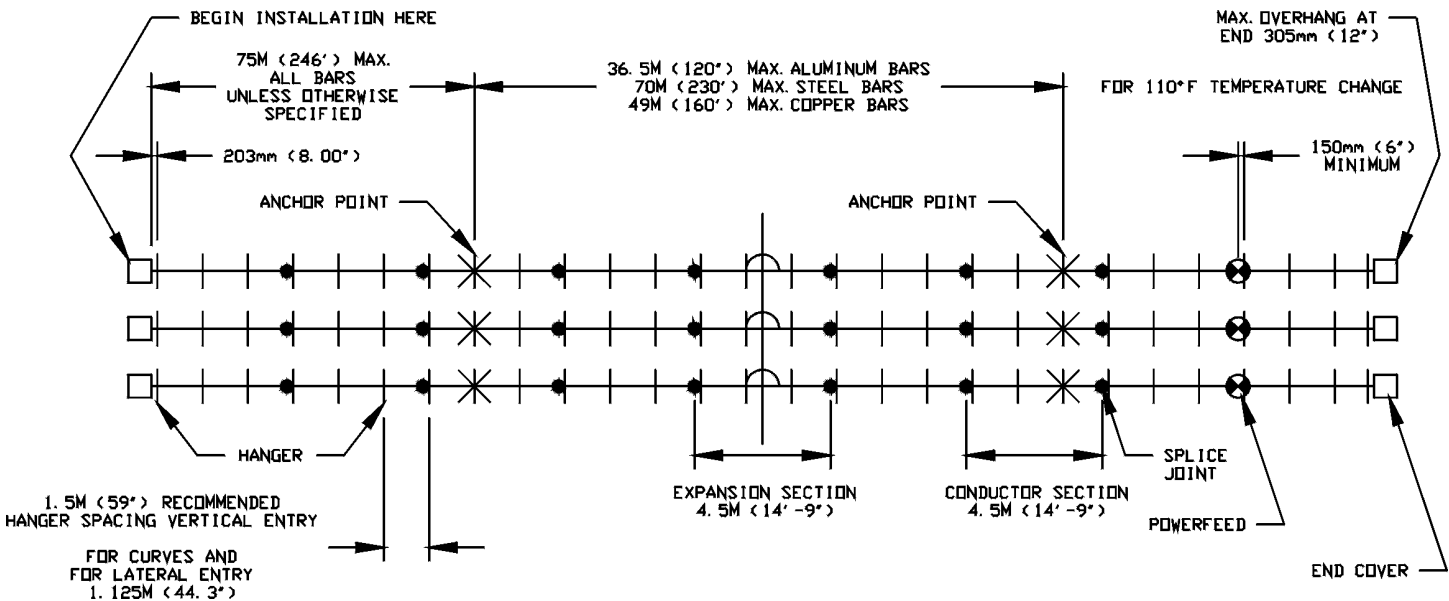 BEGIN INSTALLATION HERE
MAX. OVERHANG AT
END 305mm (12")
75M (246') MAX.
ALL BARS
UNLESS OTHERWISE
SPECIFIED
36.5M (120") MAX. ALUMINUM BARS
70M (230') MAX. STEEL BARS
49M (160') MAX. COPPER BARS
FOR 110°F TEMPERATURE CHANGE
203mm (8.00")
150mm (6")
MINIMUM
ANCHOR POINT
ANCHOR POINT
HANGER
SPLICE
JOINT
EXPANSION SECTION
4.5M (14'-9")
CONDUCTOR SECTION
4.5M (14'-9")
1.5M (59") RECOMMENDED
HANGER SPACING VERTICAL ENTRY
POWERFEED
FOR CURVES AND
FOR LATERAL ENTRY
1.125M (44.3")
END COVER